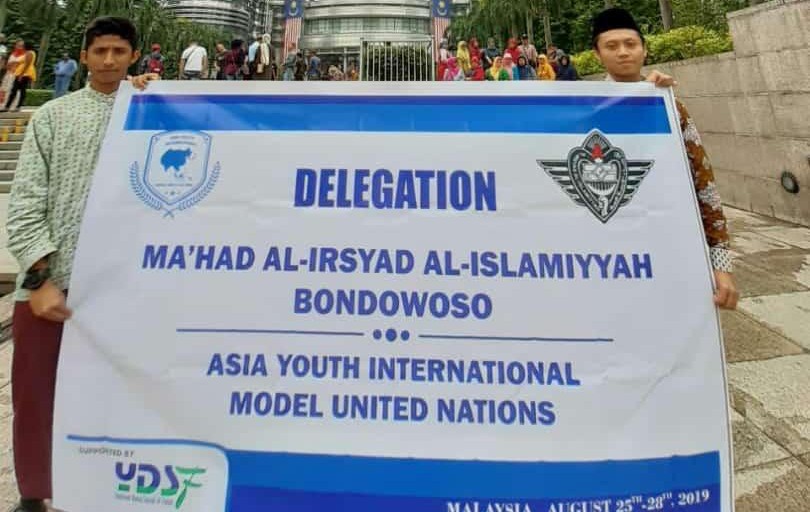 DELEGATION
MA'HAD AL-IRSYAD AL-ISLAMIYYAH
BONDOWOSO
ASIA YOUTH INTERNATIONAL
MODEL UNITED NATIONS
SUPPORTED BY
YDSF
MALAYSIA, AUGUST 25TH-28TH, 2019